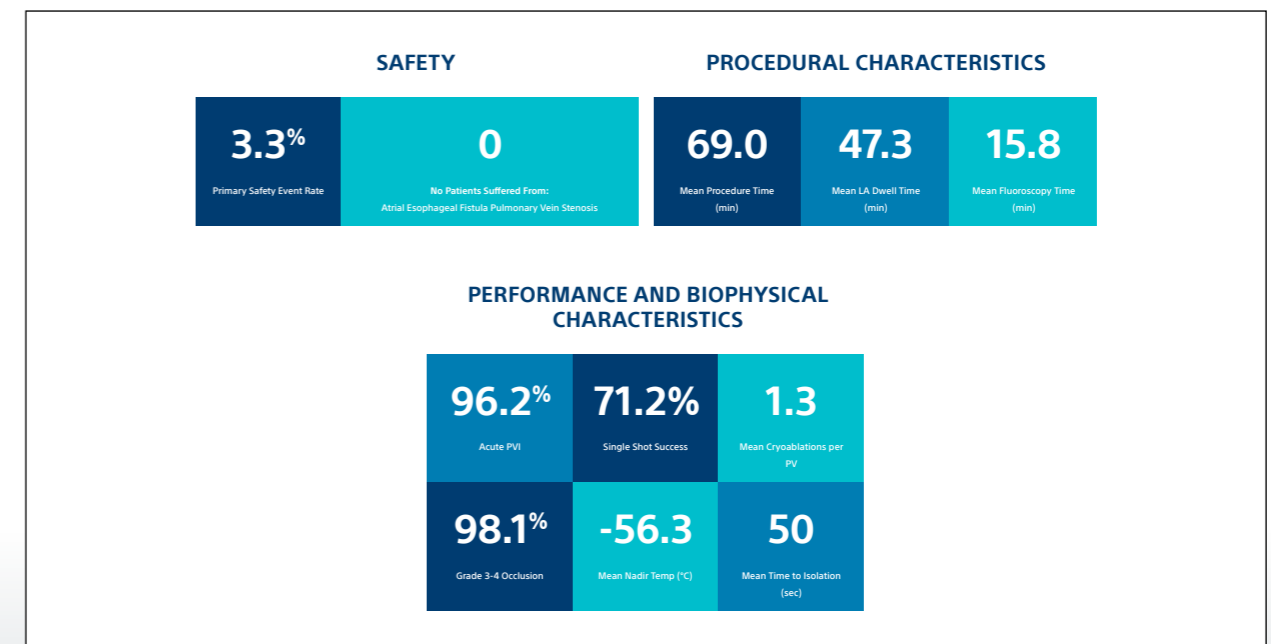 SAFETY
3.3%
Primary Safety Event Rate
0
No Patients Suffered From:
Atrial Esophageal Fistula Pulmonary Vein Stenosis
PROCEDURAL CHARACTERISTICS
69.0
Mean Procedure Time
(min)
47.3
Mean LA Dwell Time
(min)
15.8
Mean Fluoroscopy Time
(min)
PERFORMANCE AND BIOPHYSICAL
CHARACTERISTICS
96.2%
Acute PVI
71.2%
Single Shot Success
1.3
Mean Cryoablations per
PV
98.1%
Grade 3-4 Occlusion
-56.3
Mean Nadir Temp (°C)
50
Mean Time to Isolation
(sec)